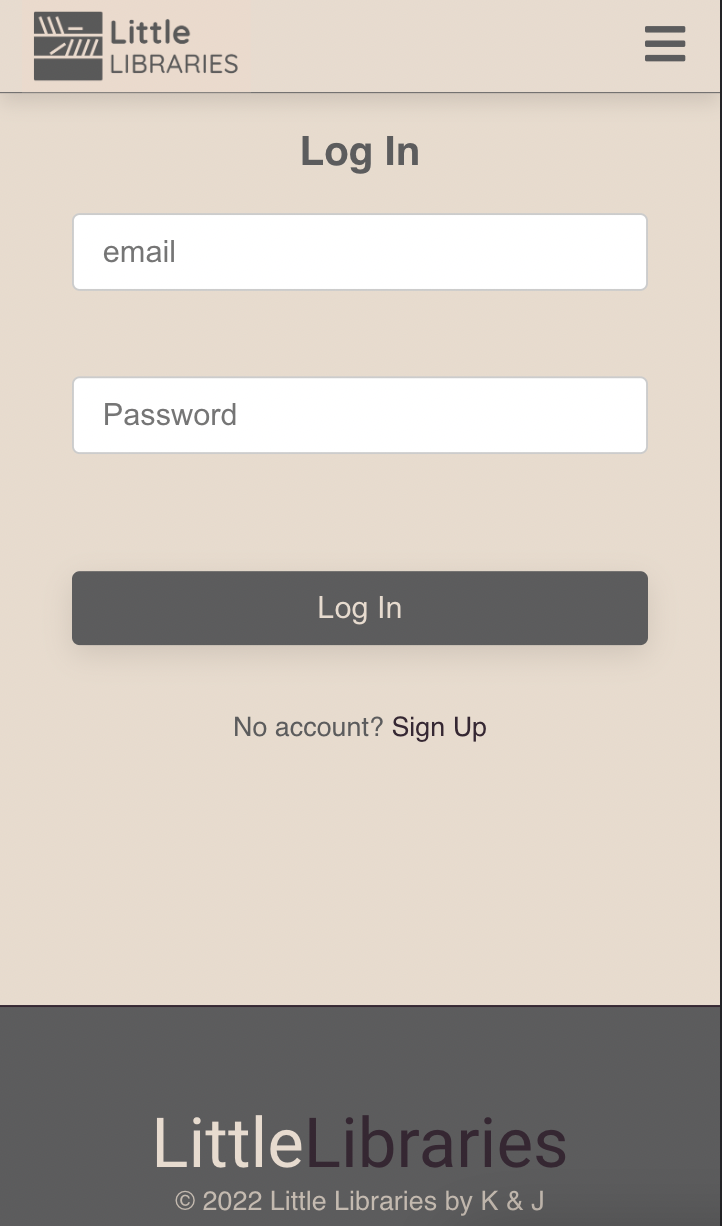 Little
LIBRARIES
Log In
email
Password
Log In
No account? Sign Up
LittleLibraries
© 2022 Little Libraries by K & J